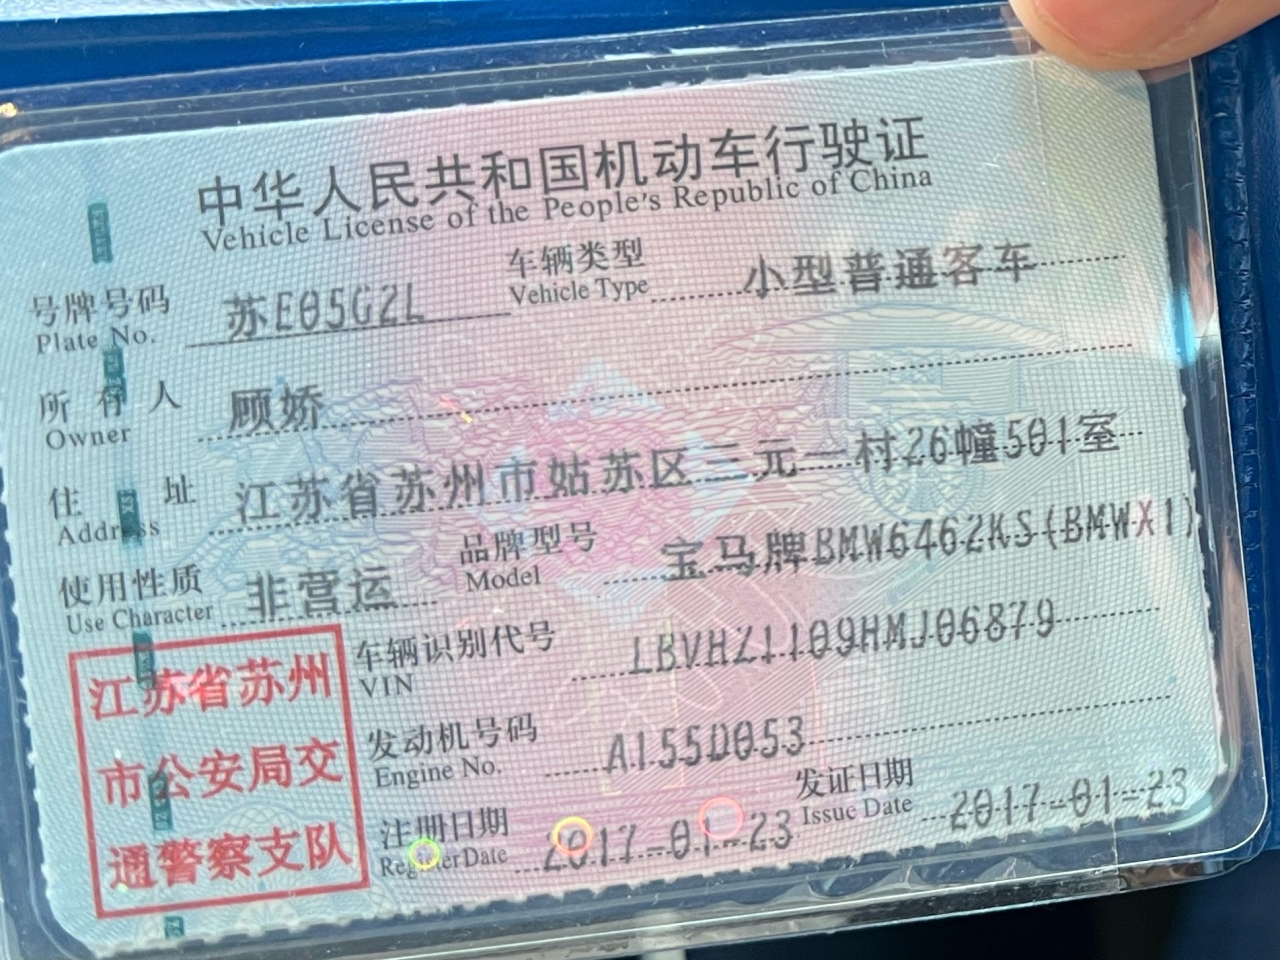 中华人民共和国机动车行驶证
Vehicle License of the People's Republic of China
号牌号码 苏E05G2L 车辆类型 小型普通客车
Plate No. Vehicle Type
所有人 顾娇
Owner
住址 江苏省苏州市姑苏区三元一村26幢501室
Address
使用性质 非营运 品牌型号 宝马牌BMW6462KS(BMWX1)
Use Character Model
江苏省苏州
市公安局交
通警察支队
车辆识别代号 LBVHZ1109HMJ06879
VIN
发动机号码 A155D053
Engine No.
注册日期 2017-01-23 发证日期 2017-01-23
Register Date Issue Date